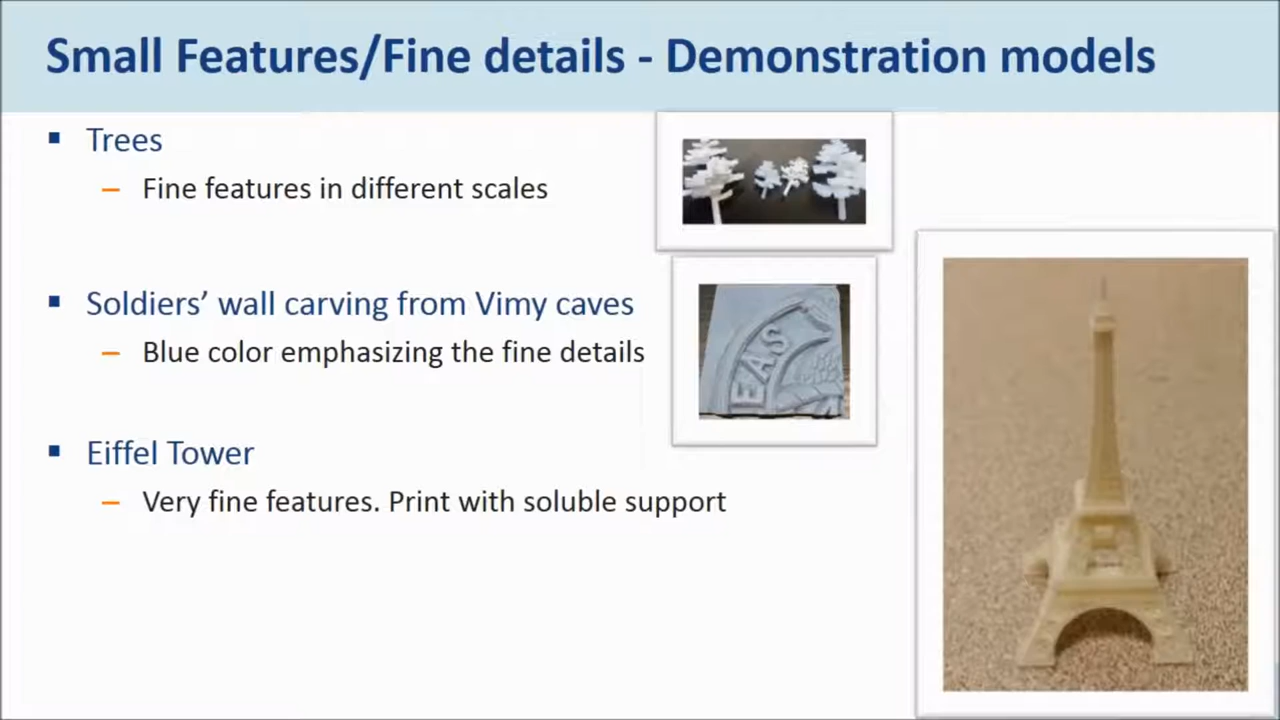 Small Features/Fine details - Demonstration models
▪ Trees
– Fine features in different scales
▪ Soldiers’ wall carving from Vimy caves
– Blue color emphasizing the fine details
EAS
▪ Eiffel Tower
– Very fine features. Print with soluble support